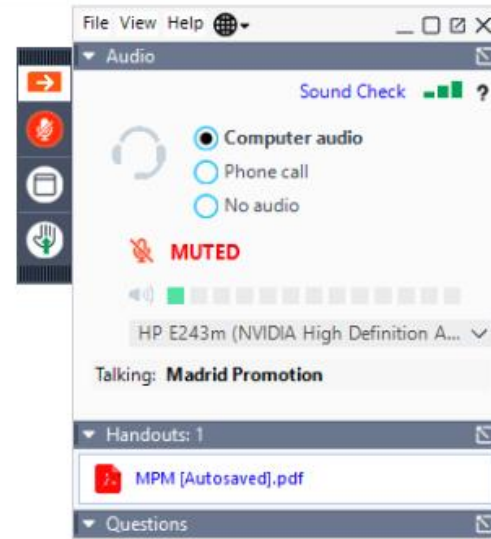 File View Help
Audio
Sound Check ?
Computer audio
Phone call
No audio
MUTED
HP E243m (NVIDIA High Definition A...
Talking: Madrid Promotion
Handouts: 1
MPM [Autosaved].pdf
Questions